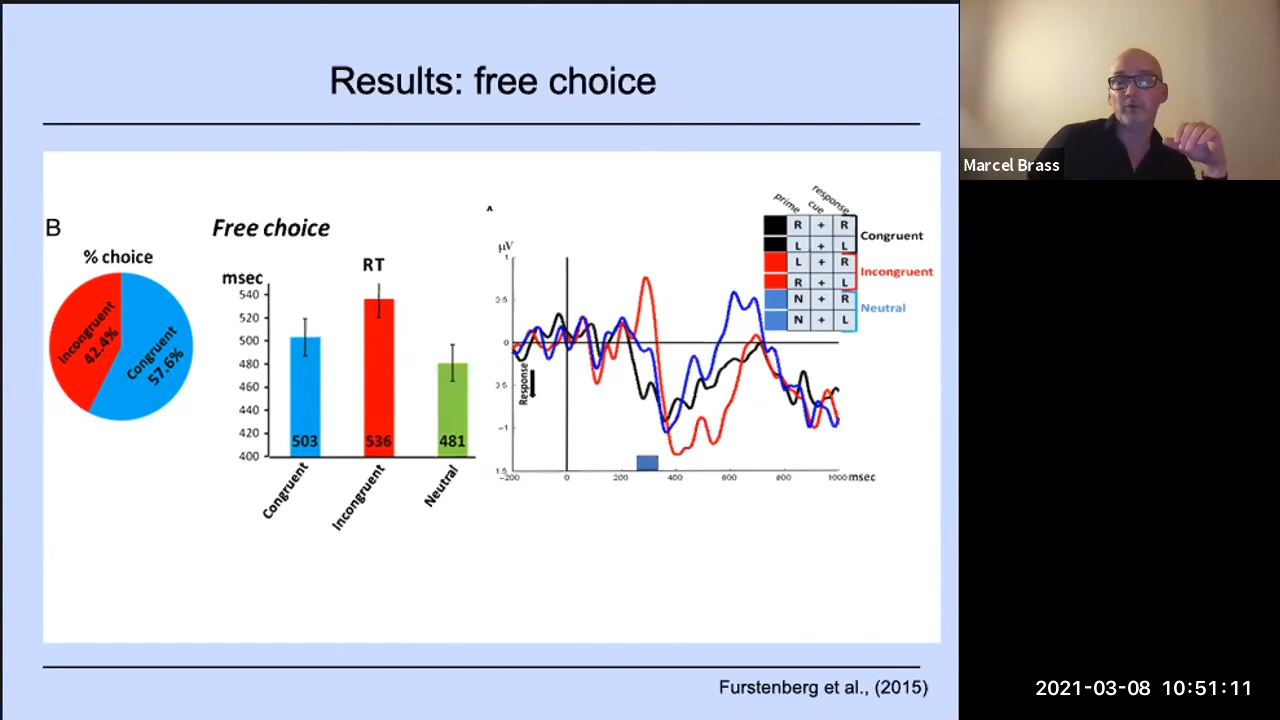 Results: free choice
B
% choice
Incongruent
42.4%
Congruent
57.6%
Free choice
RT
msec
540
520
500
480
460
440
420
400
503
536
481
Congruent
Incongruent
Neutral
A
µV
1
0.5
0
0.5
-1
1.5
Response
-200
0
200
400
600
800
1000 msec
prime
cue
response
R + R
L + L
Congruent
L + R
R + L
Incongruent
N + R
N + L
Neutral
Furstenberg et al., (2015)
Marcel Brass
2021-03-08 10:51:11